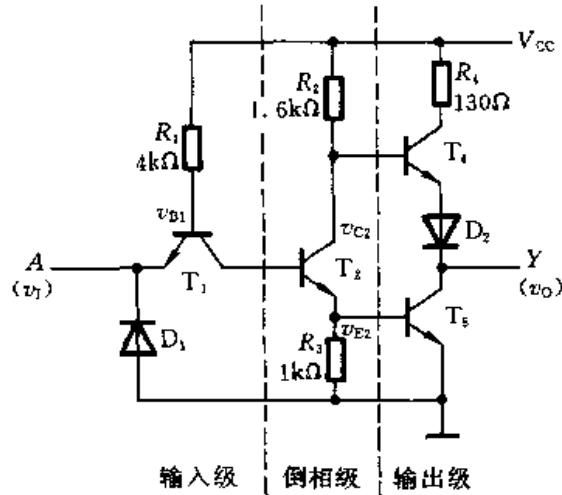 V_CC
R₂
1.6kΩ
R₄
130Ω
R₁
4kΩ
T₄
v_B1
v_C2
D₂
A
(v_I)
T₁
T₂
Y
(v_O)
D₁
v_E2
T₅
R₃
1kΩ
输入级 倒相级 输出级